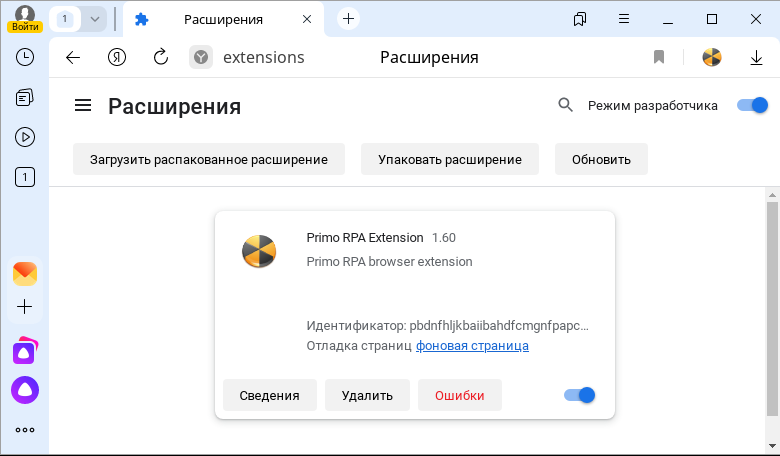 Войти
1
Расширения
Я
extensions
Расширения
1
Расширения
Режим разработчика
Загрузить распакованное расширение
Упаковать расширение
Обновить
Primo RPA Extension 1.60
Primo RPA browser extension
Идентификатор: pbdnfhljkbaiibahdfcmgnfpapc...
Отладка страниц фоновая страница
Сведения
Удалить
Ошибки